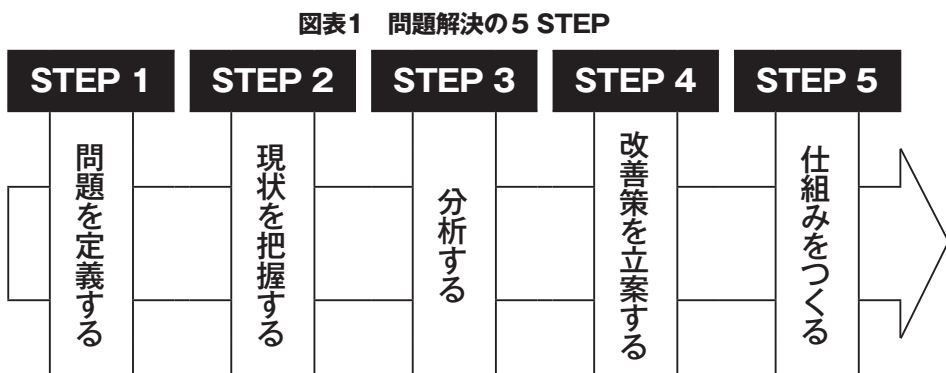 図表1 問題解決の5 STEP
STEP 1
STEP 2
STEP 3
STEP 4
STEP 5
問題を定義する
現状を把握する
分析する
改善策を立案する
仕組みをつくる